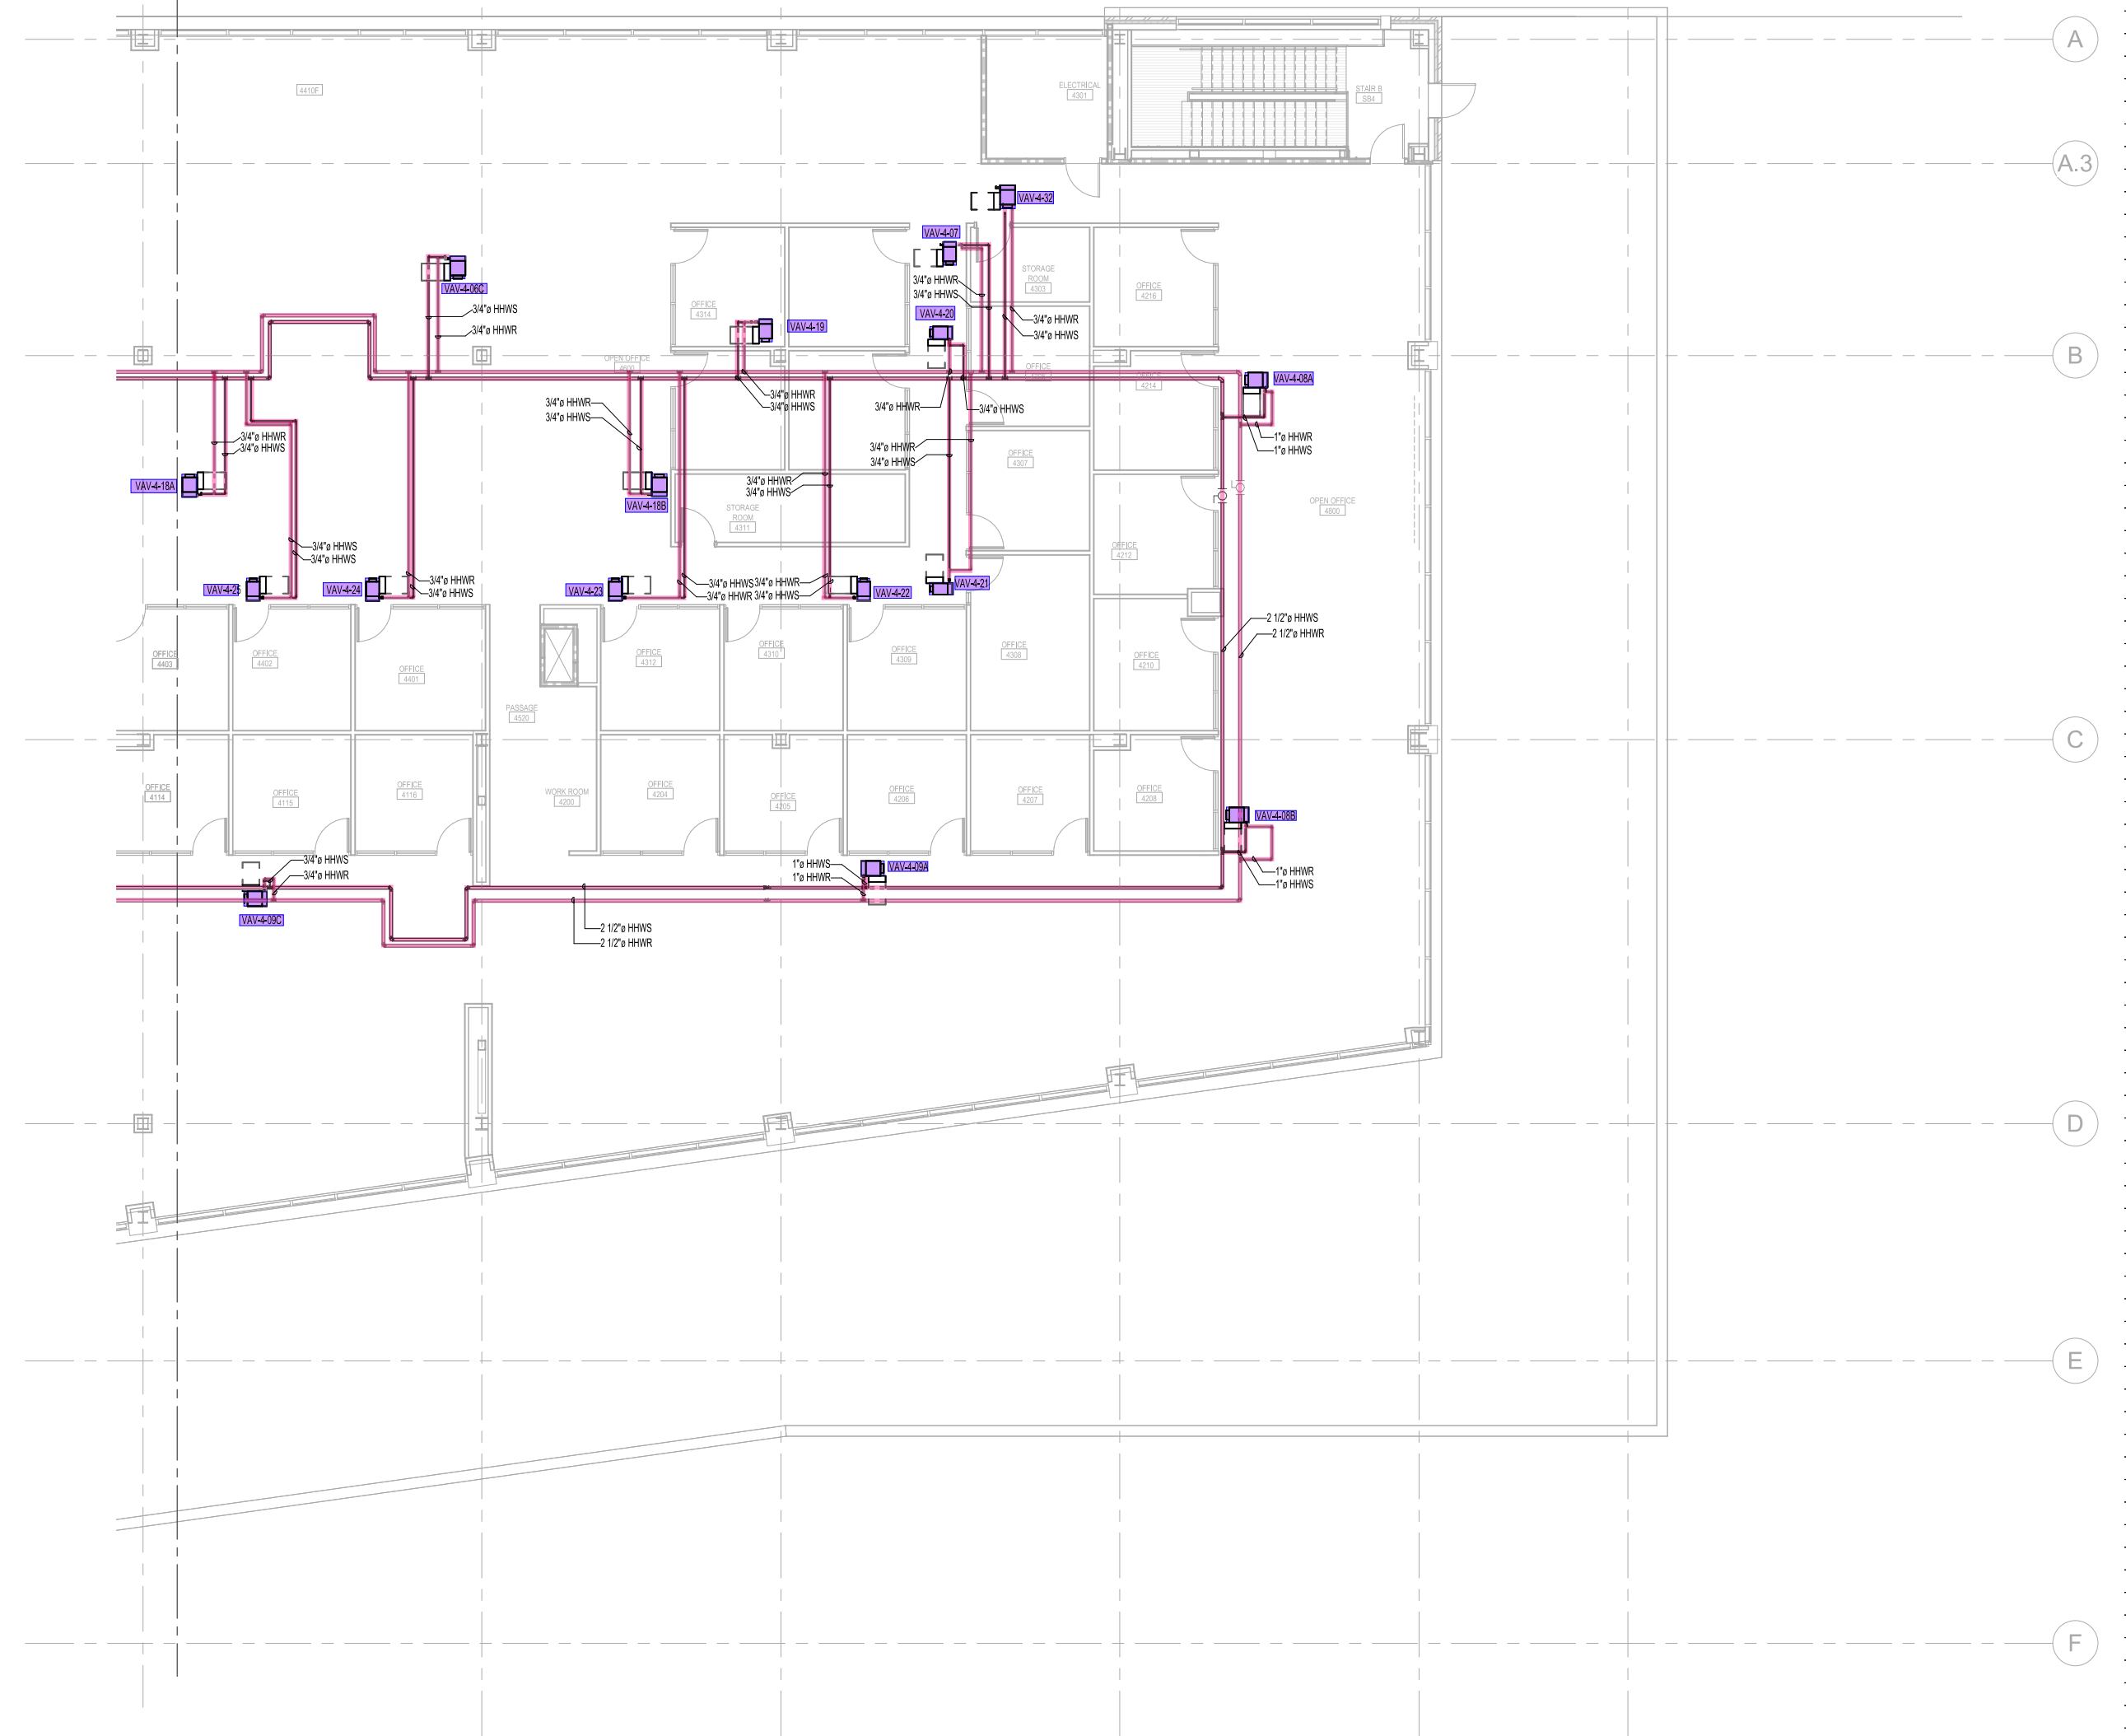 A
4410F
ELECTRICAL
4301
STAIR B
SB4
A.3
VAV-4-32
VAV-4-07
3/4"ø HHWR
3/4"ø HHWS
STORAGE
ROOM
4303
OFFICE
4216
VAV-4-06C
3/4"ø HHWS
3/4"ø HHWR
OFFICE
4314
VAV-4-20
VAV-4-19
3/4"ø HHWR
3/4"ø HHWS
B
OPEN OFFICE
4600
OFFICE
OFFICE
4214
VAV-4-08A
3/4"ø HHWR
3/4"ø HHWS
3/4"ø HHWR
3/4"ø HHWS
3/4"ø HHWR
3/4"ø HHWS
3/4"ø HHWR
3/4"ø HHWS
1"ø HHWR
1"ø HHWS
3/4"ø HHWR
3/4"ø HHWS
OFFICE
4307
VAV-4-18A
VAV-4-18B
3/4"ø HHWR
3/4"ø HHWS
STORAGE
ROOM
4311
OPEN OFFICE
4800
3/4"ø HHWS
3/4"ø HHWS
OFFICE
4212
VAV-4-25
VAV-4-24
3/4"ø HHWR
3/4"ø HHWS
VAV-4-23
3/4"ø HHWS
3/4"ø HHWR
3/4"ø HHWR
3/4"ø HHWS
VAV-4-22
VAV-4-21
2 1/2"ø HHWS
2 1/2"ø HHWR
OFFICE
4403
OFFICE
4402
OFFICE
4401
OFFICE
4312
OFFICE
4310
OFFICE
4309
OFFICE
4308
OFFICE
4210
PASSAGE
4520
C
OFFICE
4114
OFFICE
4115
OFFICE
4116
WORK ROOM
4200
OFFICE
4204
OFFICE
4205
OFFICE
4206
OFFICE
4207
OFFICE
4208
VAV-4-08B
3/4"ø HHWS
3/4"ø HHWR
1"ø HHWS
1"ø HHWR
VAV-4-09A
1"ø HHWR
1"ø HHWS
VAV-4-09C
2 1/2"ø HHWS
2 1/2"ø HHWR
D
E
F